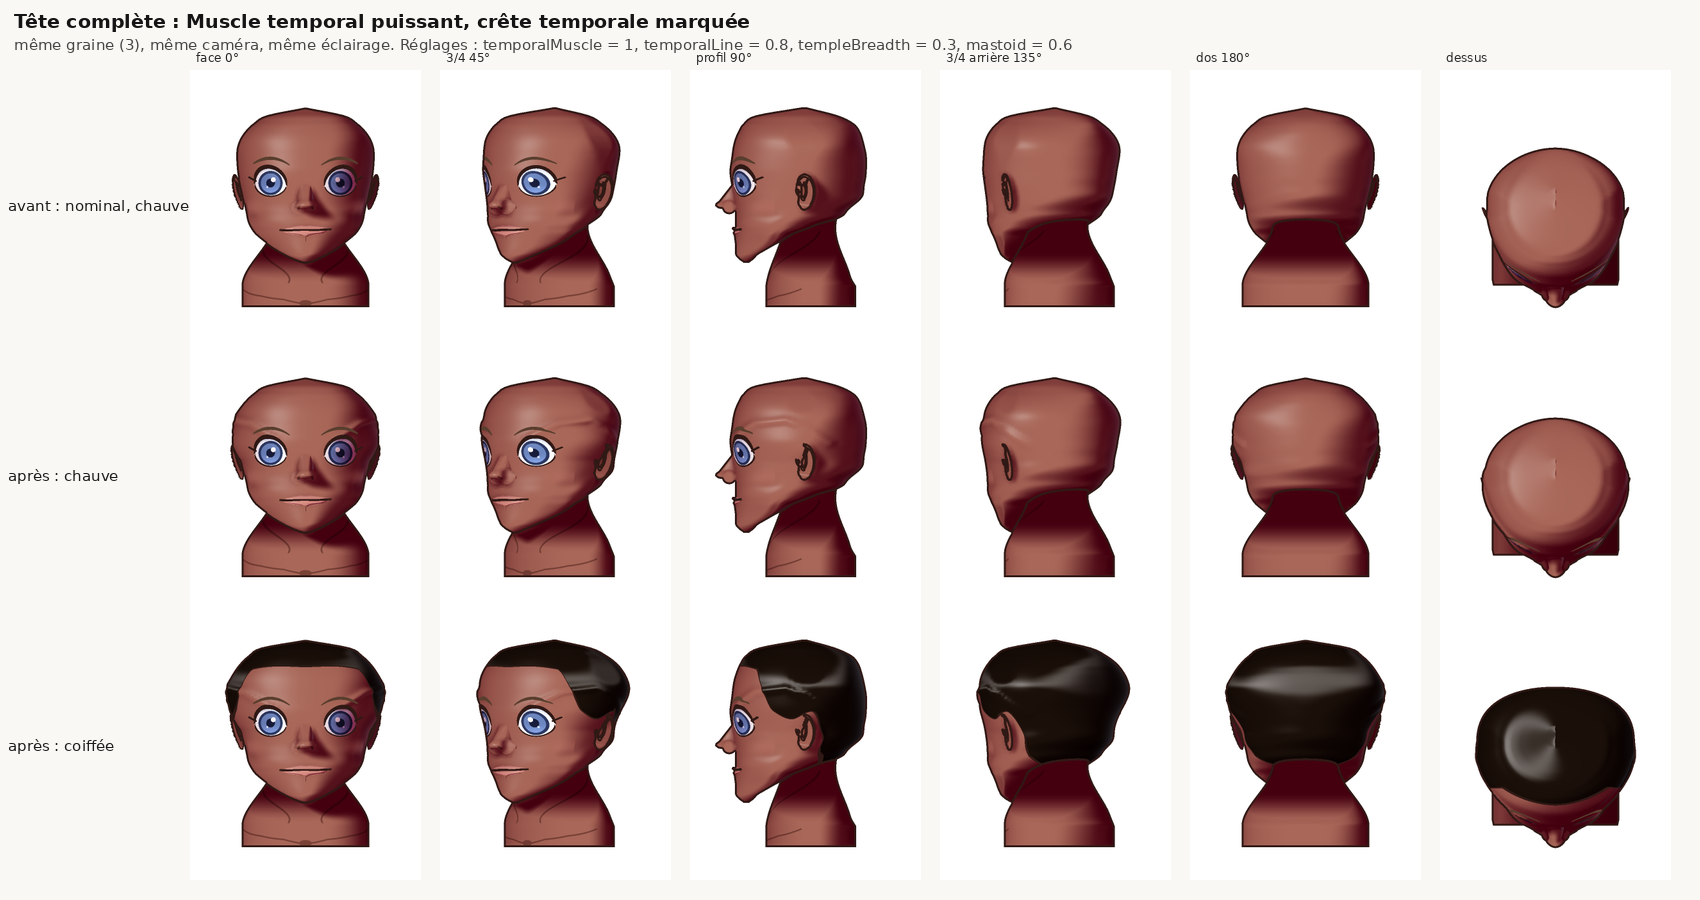 Tête complète : Muscle temporal puissant, crête temporale marquée
même graine (3), même caméra, même éclairage. Réglages : temporalMuscle = 1, temporalLine = 0.8, templeBreadth = 0.3, mastoid = 0.6
face 0° 3/4 45° profil 90° 3/4 arrière 135° dos 180° dessus
avant : nominal, chauve
après : chauve
après : coiffée